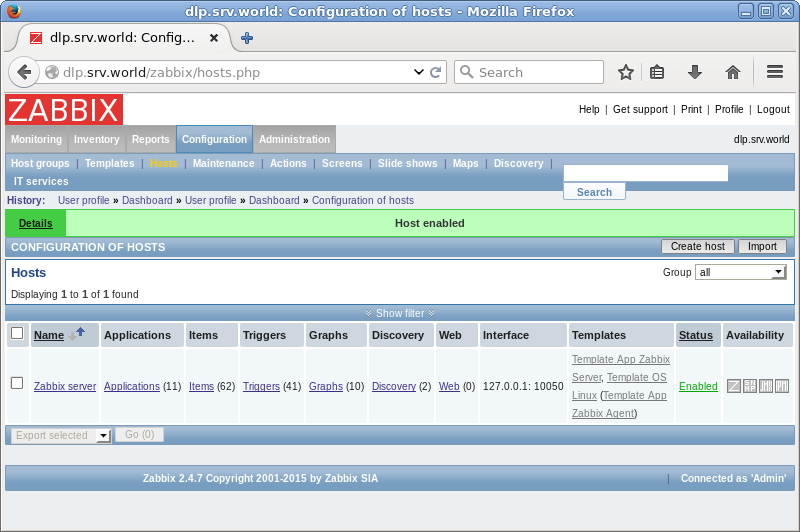 dlp.srv.world: Configuration of hosts - Mozilla Firefox
dlp.srv.world: Config...
dlp.srv.world/zabbix/hosts.php
Search
ZABBIX
Help | Get support | Print | Profile | Logout
Monitoring Inventory Reports Configuration Administration
dlp.srv.world
Host groups | Templates | Hosts | Maintenance | Actions | Screens | Slide shows | Maps | Discovery |
IT services
Search
History: User profile » Dashboard » User profile » Dashboard » Configuration of hosts
Details Host enabled
CONFIGURATION OF HOSTS Create host Import
Hosts Group all
Displaying 1 to 1 of 1 found
Show filter
Name Applications Items Triggers Graphs Discovery Web Interface Templates Status Availability
Zabbix server Applications (11) Items (62) Triggers (41) Graphs (10) Discovery (2) Web (0) 127.0.0.1: 10050
Template App Zabbix
Server, Template OS
Linux (Template App
Zabbix Agent)
Enabled
Export selected Go (0)
Zabbix 2.4.7 Copyright 2001-2015 by Zabbix SIA | Connected as 'Admin'